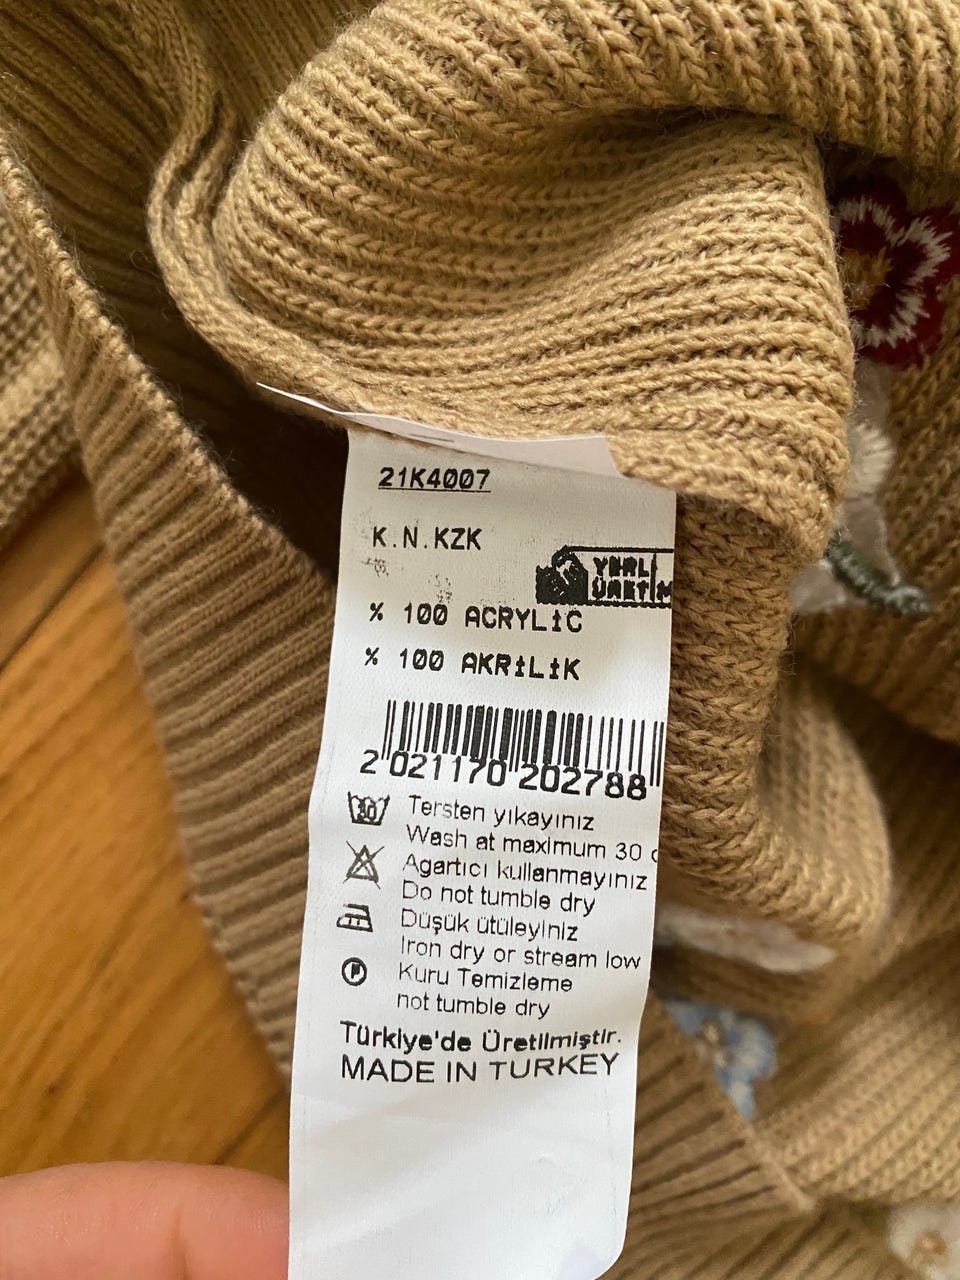 21K4007
K.N.KZK
YERLİ
ÜRETİM
% 100 ACRYLİC
% 100 AKRİLİK
2 021170 202788
30
Tersten yıkayınız
Wash at maximum 30
Agartıcı kullanmayınız
Do not tumble dry
Düşük ütüleyiniz
Iron dry or stream low
P
Kuru Temizleme
not tumble dry
Türkiye'de Üretilmiştir.
MADE IN TURKEY